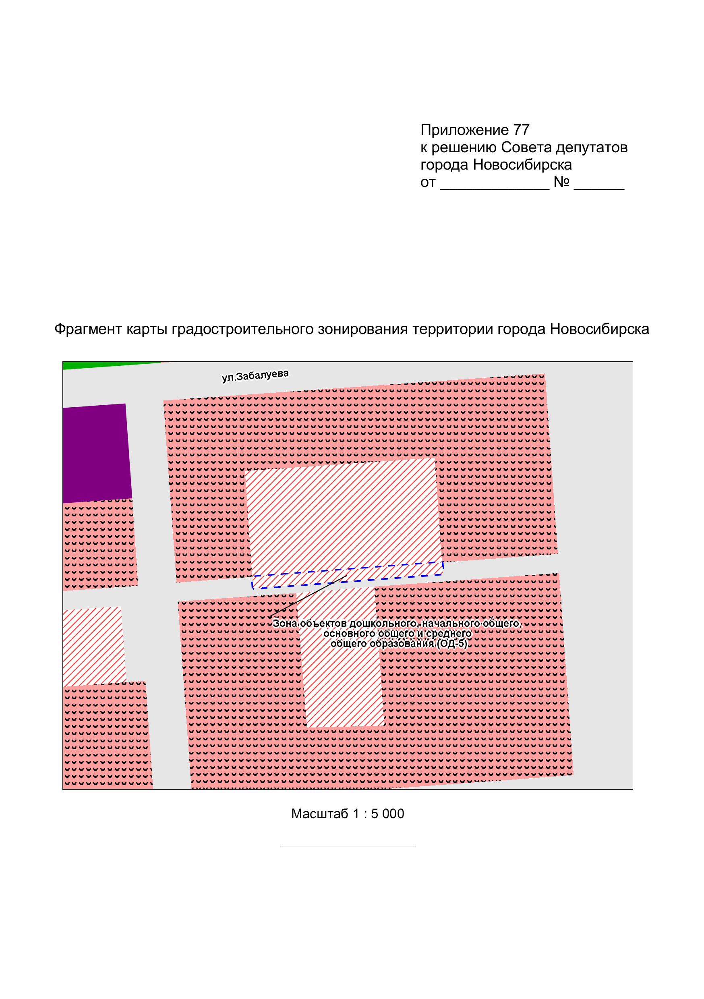 Приложение 77
к решению Совета депутатов
города Новосибирска
от _____________ № ______
Фрагмент карты градостроительного зонирования территории города Новосибирска
ул.Забалуева
Зона объектов дошкольного, начального общего,
основного общего и среднего
общего образования (ОД-5)
Масштаб 1 : 5 000